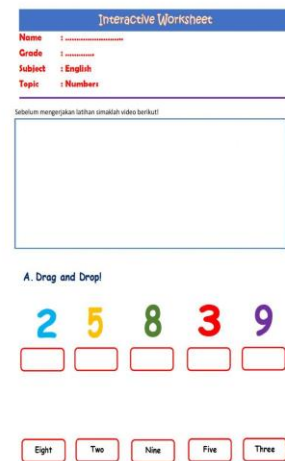 Interactive Worksheet
Name : ..........................
Grade : .............
Subject : English
Topic : Numbers
Sebelum mengerjakan latihan simaklah video berikut!
A. Drag and Drop!
2 5 8 3 9
Eight Two Nine Five Three